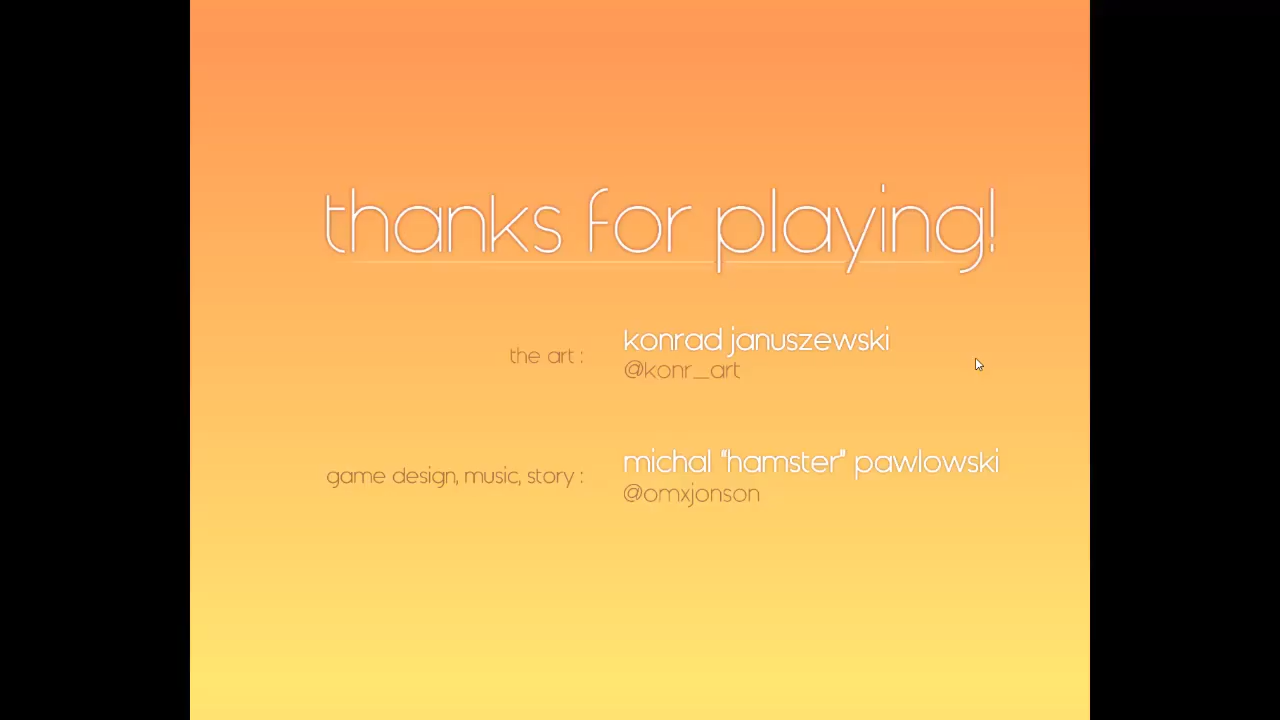 thanks for playing!
the art :
konrad januszewski
@konr_art
game design, music, story :
michal "hamster" pawlowski
@omxjonson